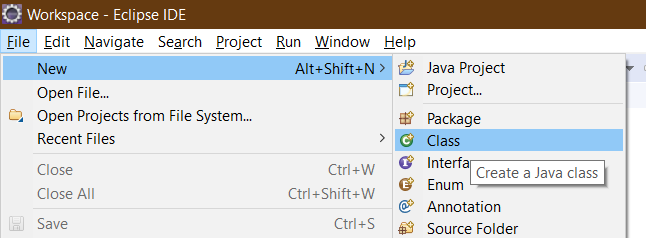 Workspace - Eclipse IDE
File Edit Navigate Search Project Run Window Help
New Alt+Shift+N >
Open File...
Open Projects from File System...
Recent Files >
Close Ctrl+W
Close All Ctrl+Shift+W
Save Ctrl+S
Java Project
Project...
Package
Class
Create a Java class
Enum
Annotation
Source Folder